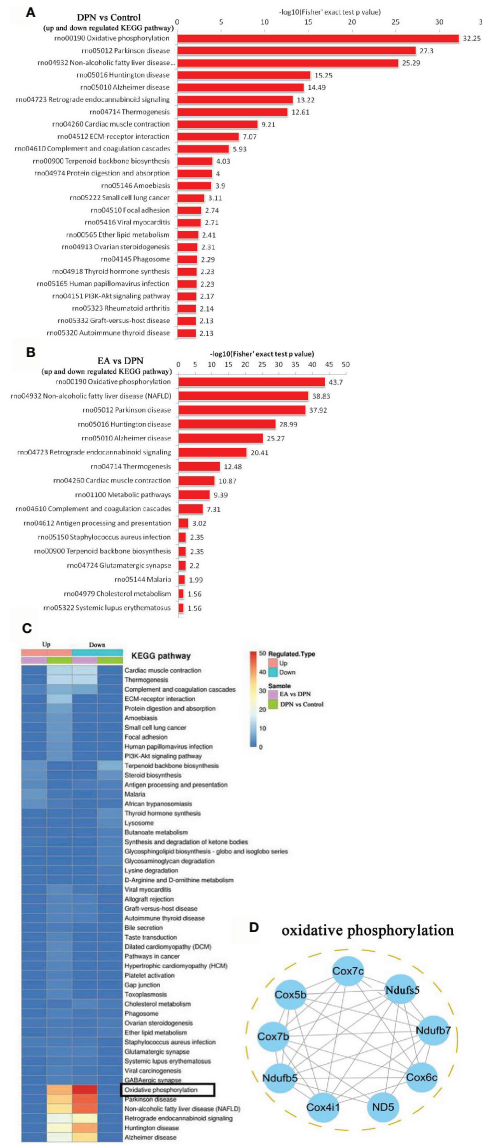 A
DPN vs Control
(up and down regulated KEGG pathway)
-log10(Fisher' exact test p value)
0 5 10 15 20 25 30 3
rno00190 Oxidative phosphorylation 32.25
rno05012 Parkinson disease 27.3
rno04932 Non-alcoholic fatty liver disease... 25.29
rno05016 Huntington disease 15.25
rno05010 Alzheimer disease 14.49
rno04723 Retrograde endocannabinoid signaling 13.22
rno04714 Thermogenesis 12.61
rno04260 Cardiac muscle contraction 9.21
rno04512 ECM-receptor interaction 7.07
rno04610 Complement and coagulation cascades 5.93
rno00900 Terpenoid backbone biosynthesis 4.03
rno04974 Protein digestion and absorption 4
rno05146 Amoebiasis 3.9
rno05222 Small cell lung cancer 3.11
rno04510 Focal adhesion 2.74
rno05416 Viral myocarditis 2.71
rno00565 Ether lipid metabolism 2.41
rno04913 Ovarian steroidogenesis 2.31
rno04145 Phagosome 2.29
rno04918 Thyroid hormone synthesis 2.23
rno05165 Human papillomavirus infection 2.23
rno04151 PI3K-Akt signaling pathway 2.17
rno05323 Rheumatoid arthritis 2.14
rno05332 Graft-versus-host disease 2.13
rno05320 Autoimmune thyroid disease 2.13
B
EA vs DPN
(up and down regulated KEGG pathway)
-log10(Fisher' exact test p value)
0 5 10 15 20 25 30 35 40 45 50
rno00190 Oxidative phosphorylation 43.7
rno04932 Non-alcoholic fatty liver disease (NAFLD) 38.83
rno05012 Parkinson disease 37.92
rno05016 Huntington disease 28.99
rno05010 Alzheimer disease 25.27
rno04723 Retrograde endocannabinoid signaling 20.41
rno04714 Thermogenesis 12.48
rno04260 Cardiac muscle contraction 10.87
rno01100 Metabolic pathways 9.39
rno04610 Complement and coagulation cascades 7.31
rno04612 Antigen processing and presentation 3.02
rno05150 Staphylococcus aureus infection 2.35
rno00900 Terpenoid backbone biosynthesis 2.35
rno04724 Glutamatergic synapse 2.2
rno05144 Malaria 1.99
rno04979 Cholesterol metabolism 1.56
rno05322 Systemic lupus erythematosus 1.56
C
Up Down
KEGG pathway
Cardiac muscle contraction
Thermogenesis
Complement and coagulation cascades
ECM-receptor interaction
Protein digestion and absorption
Amoebiasis
Small cell lung cancer
Focal adhesion
Human papillomavirus infection
PI3K-Akt signaling pathway
Terpenoid backbone biosynthesis
Steroid biosynthesis
Antigen processing and presentation
Malaria
African trypanosomiasis
Thyroid hormone synthesis
Lysosome
Butanoate metabolism
Synthesis and degradation of ketone bodies
Glycosphingolipid biosynthesis - globo and isoglobo series
Glycosaminoglycan degradation
Lysine degradation
D-Arginine and D-ornithine metabolism
Viral myocarditis
Allograft rejection
Graft-versus-host disease
Autoimmune thyroid disease
Bile secretion
Taste transduction
Dilated cardiomyopathy (DCM)
Pathways in cancer
Hypertrophic cardiomyopathy (HCM)
Platelet activation
Gap junction
Toxoplasmosis
Cholesterol metabolism
Phagosome
Ovarian steroidogenesis
Ether lipid metabolism
Staphylococcus aureus infection
Glutamatergic synapse
Systemic lupus erythematosus
Viral carcinogenesis
GABAergic synapse
Oxidative phosphorylation
Parkinson disease
Non-alcoholic fatty liver disease (NAFLD)
Retrograde endocannabinoid signaling
Huntington disease
Alzheimer disease
50
40
30
20
10
0
Regulated.Type
Up
Down
Sample
EA vs DPN
DPN vs Control
D
oxidative phosphorylation
Cox7c
Cox5b
Ndufs5
Cox7b
Ndufb7
Ndufb5
Cox6c
Cox4i1
ND5